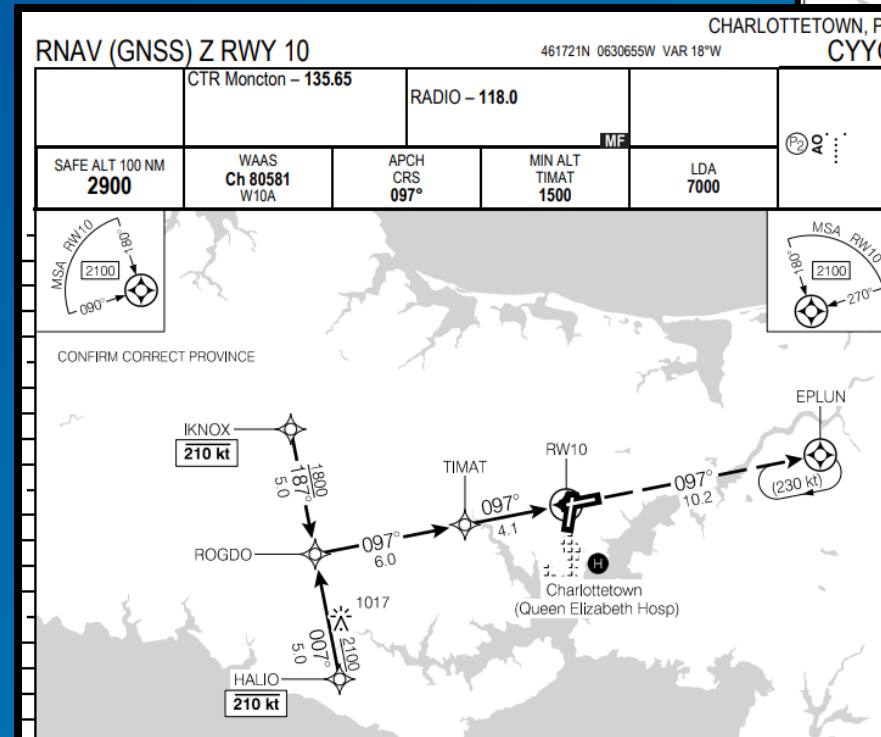 CHARLOTTETOWN, P
RNAV (GNSS) Z RWY 10
461721N 0630655W VAR 18°W
CYY
CTR Moncton – 135.65
RADIO – 118.0
MF
P2
AO
SAFE ALT 100 NM
2900
WAAS
Ch 80581
W10A
APCH
CRS
097°
MIN ALT
TIMAT
1500
LDA
7000
MSA RW10
180°
2100
090°
MSA RW10
180°
2100
270°
CONFIRM CORRECT PROVINCE
EPLUN
IKNOX
210 kt
1800
187°
5.0
TIMAT
RW10
097°
10.2
(230 kt)
097°
4.1
ROGDO
097°
6.0
H
Charlottetown
(Queen Elizabeth Hosp)
1017
2100
007°
5.0
HALIO
210 kt